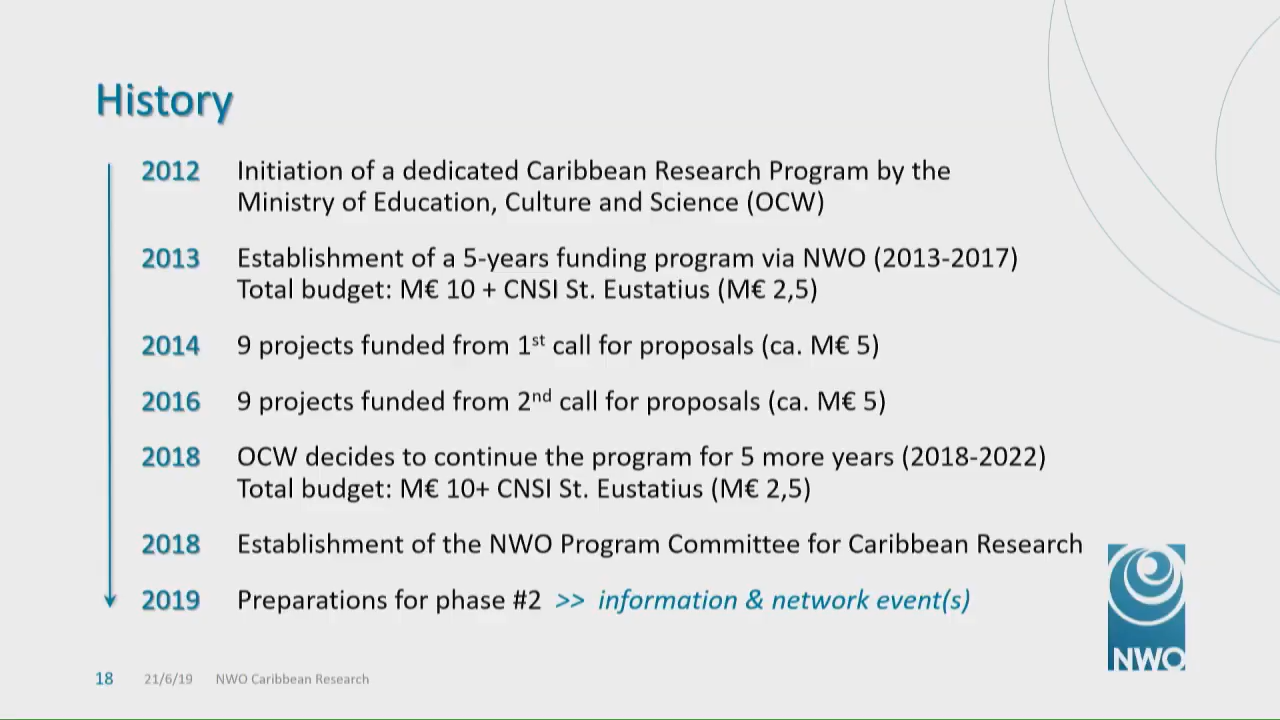 History
2012 Initiation of a dedicated Caribbean Research Program by the
Ministry of Education, Culture and Science (OCW)
2013 Establishment of a 5-years funding program via NWO (2013-2017)
Total budget: M€ 10 + CNSI St. Eustatius (M€ 2,5)
2014 9 projects funded from 1st call for proposals (ca. M€ 5)
2016 9 projects funded from 2nd call for proposals (ca. M€ 5)
2018 OCW decides to continue the program for 5 more years (2018-2022)
Total budget: M€ 10+ CNSI St. Eustatius (M€ 2,5)
2018 Establishment of the NWO Program Committee for Caribbean Research
2019 Preparations for phase #2 >> information & network event(s)
NWO
18 21/6/19 NWO Caribbean Research